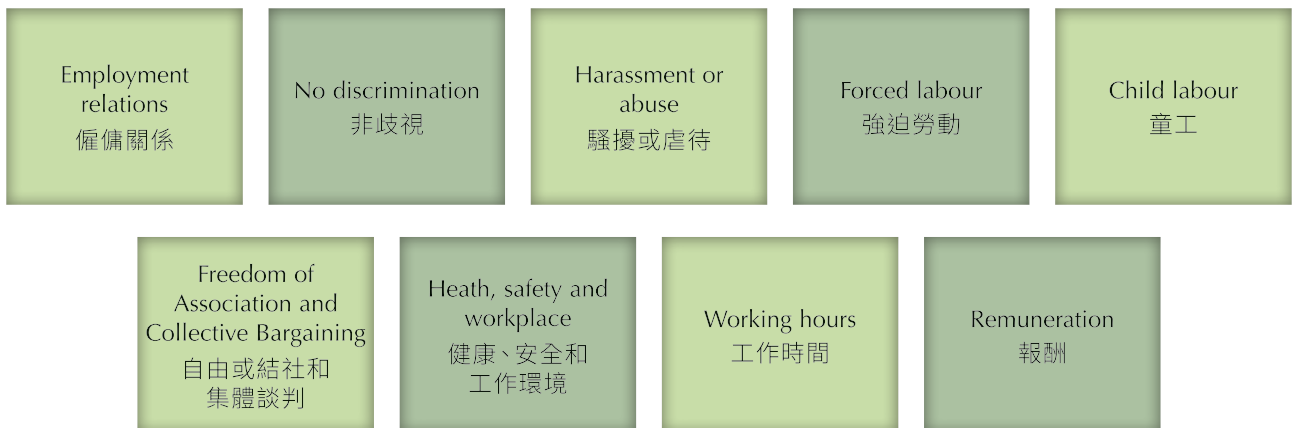 Employment
relations
僱傭關係
No discrimination
非歧視
Harassment or
abuse
騷擾或虐待
Forced labour
強迫勞動
Child labour
童工
Freedom of
Association and
Collective Bargaining
自由或結社和
集體談判
Heath, safety and
workplace
健康、安全和
工作環境
Working hours
工作時間
Remuneration
報酬